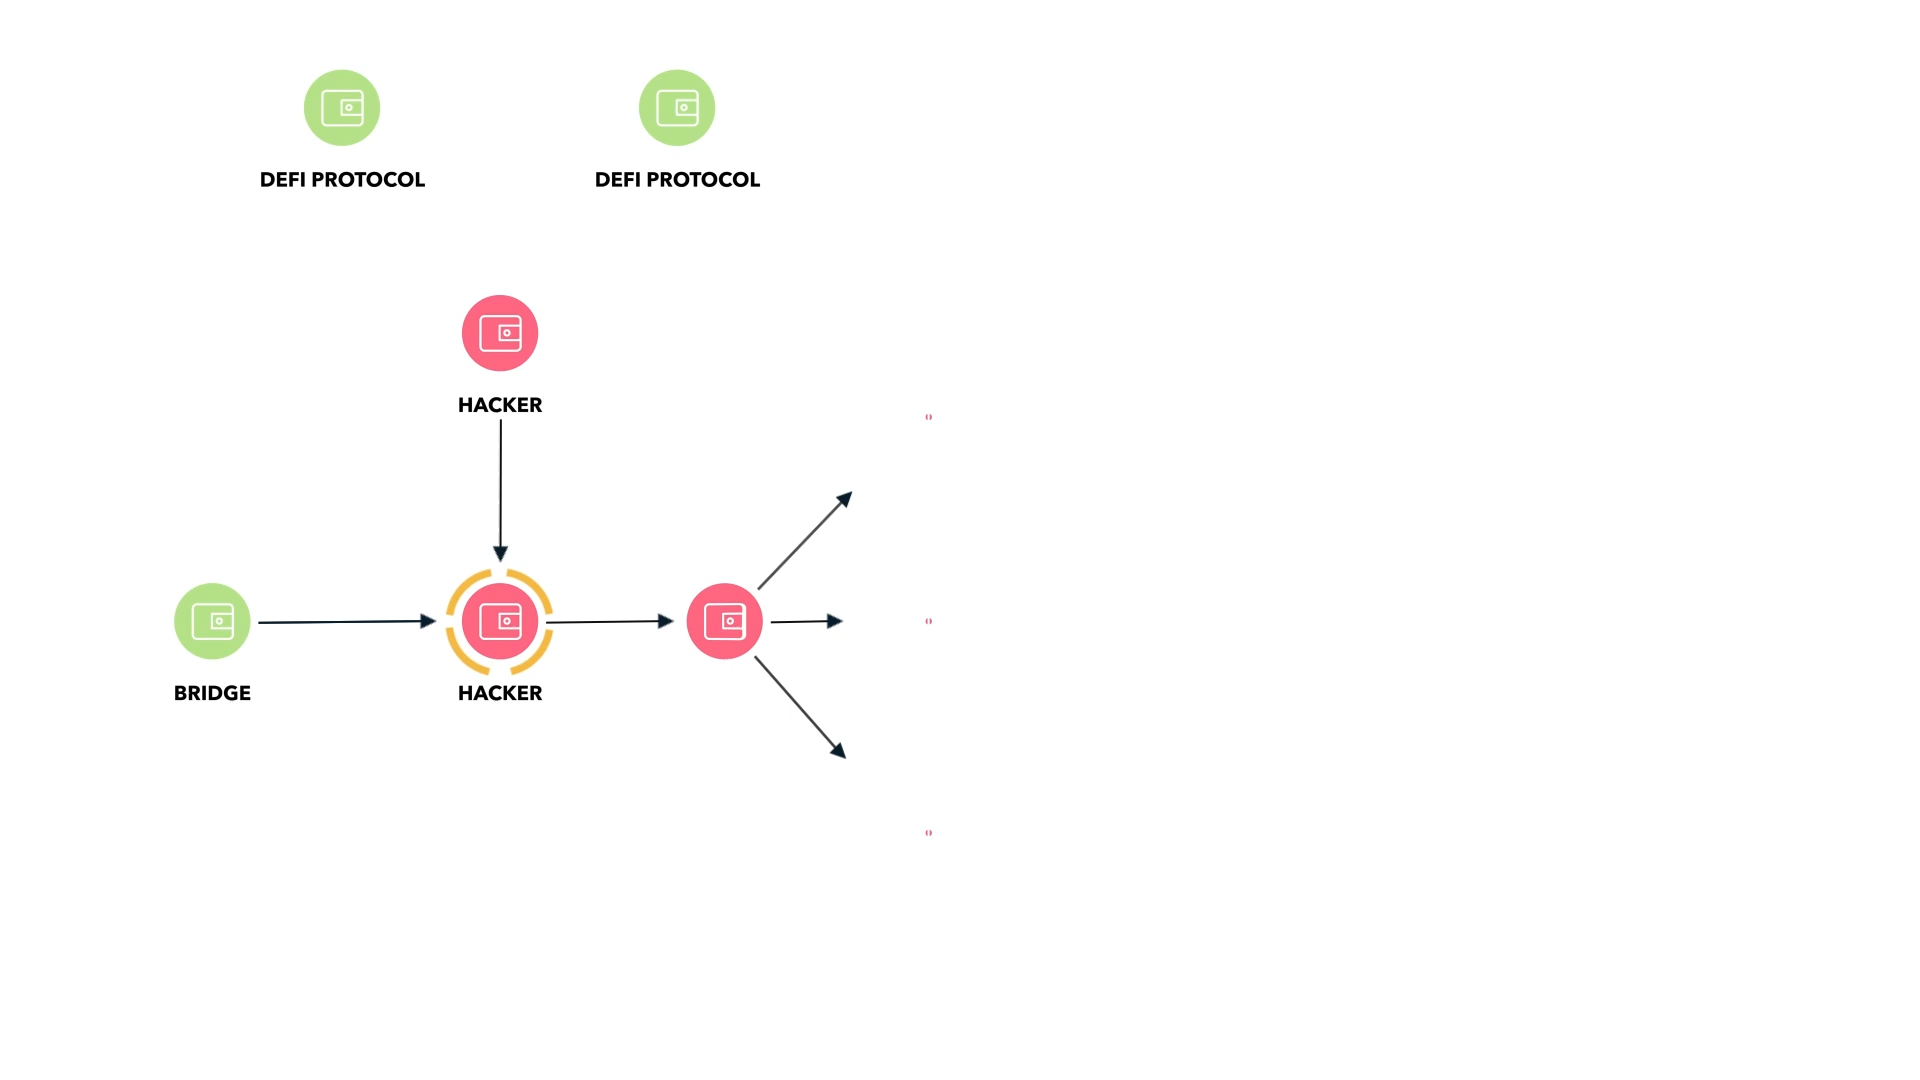 DEFI PROTOCOL
DEFI PROTOCOL
HACKER
BRIDGE
HACKER